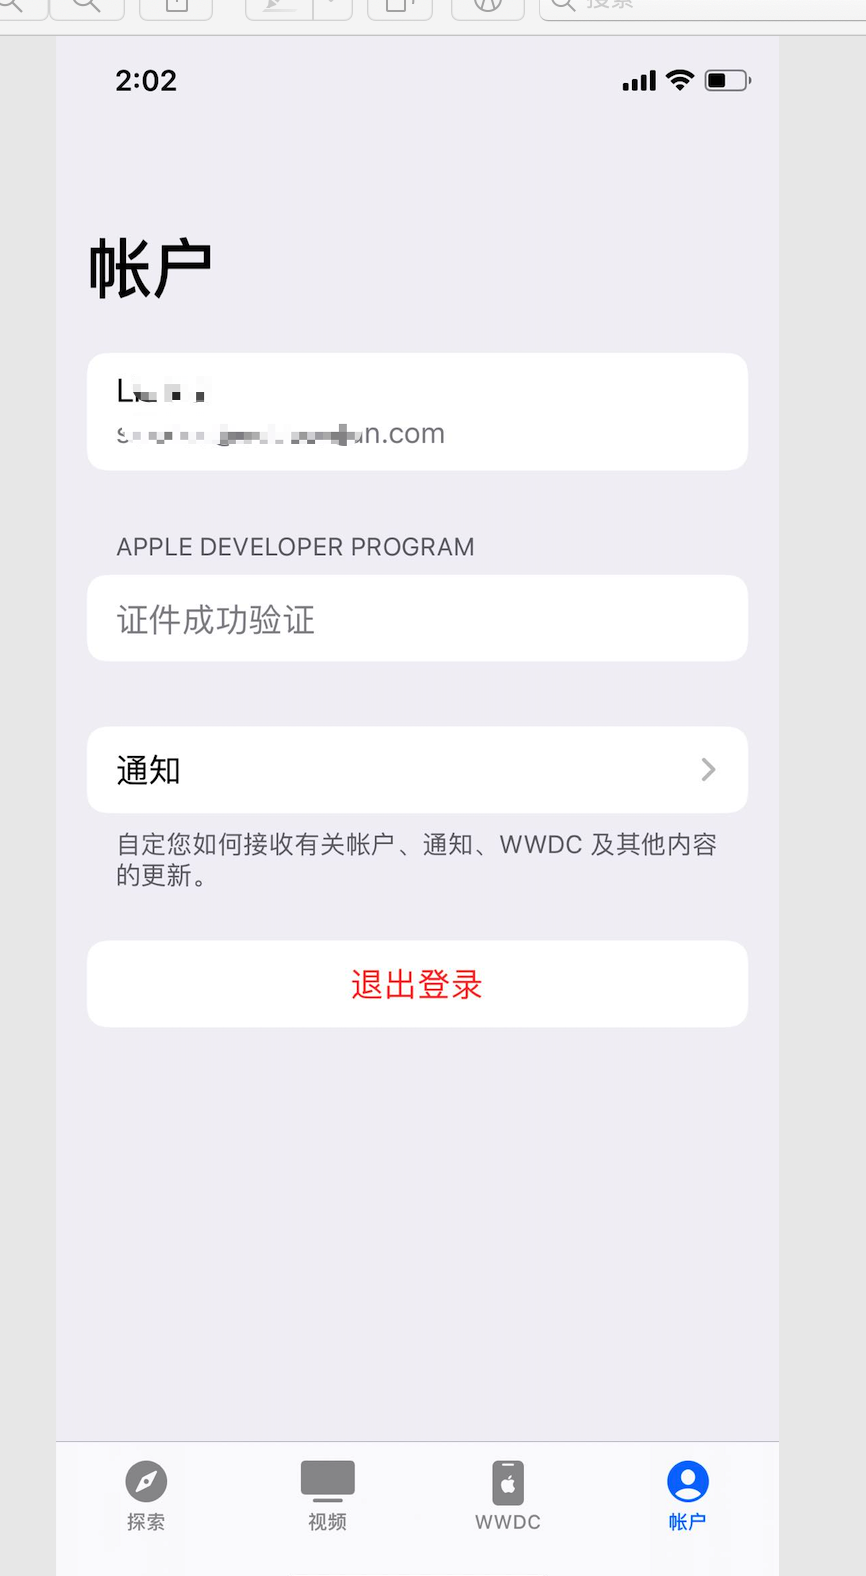 搜索
2:02
帐户
un.com
APPLE DEVELOPER PROGRAM
证件成功验证
通知
自定您如何接收有关帐户、通知、WWDC 及其他内容
的更新。
退出登录
探索
视频
WWDC
帐户